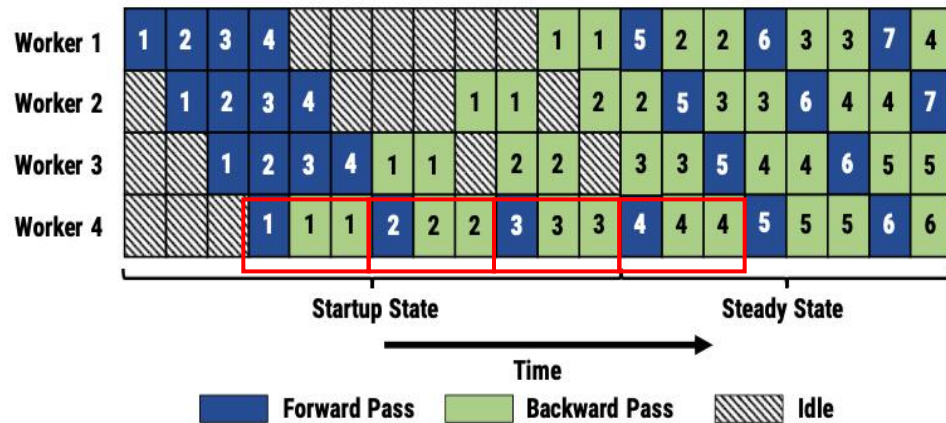 Worker 1 1 2 3 4 1 1 5 2 2 6 3 3 7 4
Worker 2 1 2 3 4 1 1 2 2 5 3 3 6 4 4 7
Worker 3 1 2 3 4 1 1 2 2 3 3 5 4 4 6 5 5
Worker 4 1 1 1 2 2 2 3 3 3 4 4 4 5 5 5 6 6
Startup State Steady State
Time
Forward Pass Backward Pass Idle